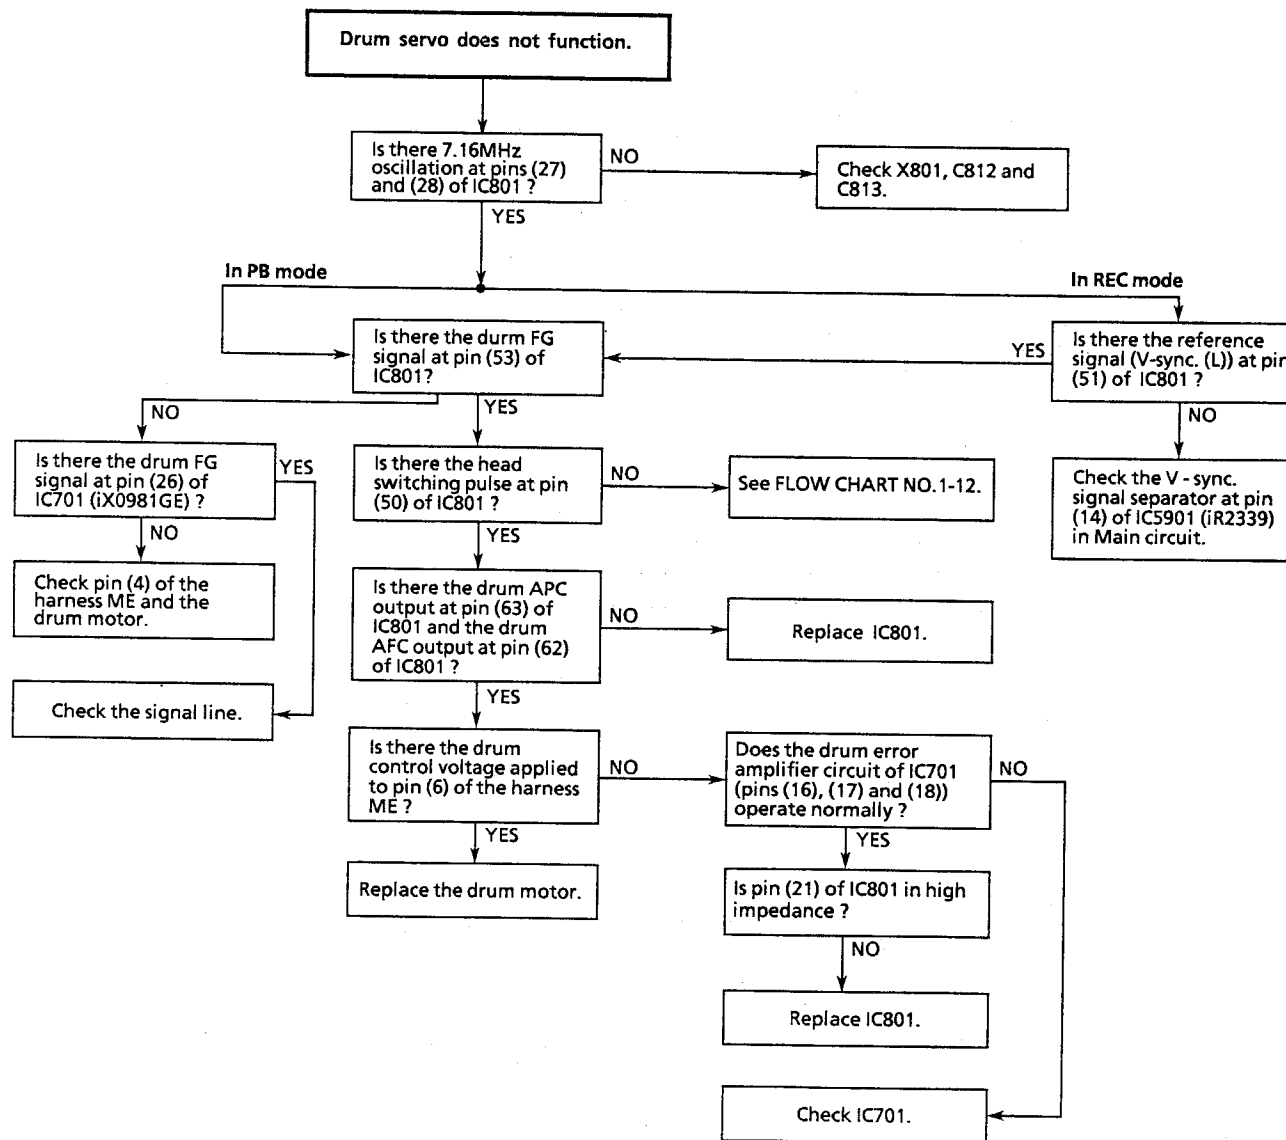 Drum servo does not function.
Is there 7.16MHz
oscillation at pins (27)
and (28) of IC801 ?
NO
Check X801, C812 and
C813.
YES
In PB mode
In REC mode
Is there the durm FG
signal at pin (53) of
IC801?
YES
Is there the reference
signal (V-sync. (L)) at pin
(51) of IC801 ?
NO
YES
NO
Is there the drum FG
signal at pin (26) of
IC701 (iX0981GE) ?
YES
Is there the head
switching pulse at pin
(50) of IC801 ?
NO
See FLOW CHART NO.1-12.
Check the V - sync.
signal separator at pin
(14) of IC5901 (iR2339)
in Main circuit.
NO
YES
Check pin (4) of the
harness ME and the
drum motor.
Is there the drum APC
output at pin (63) of
IC801 and the drum
AFC output at pin (62)
of IC801 ?
NO
Replace IC801.
YES
Check the signal line.
Is there the drum
control voltage applied
to pin (6) of the harness
ME ?
NO
Does the drum error
amplifier circuit of IC701
(pins (16), (17) and (18))
operate normally ?
NO
YES
YES
Replace the drum motor.
Is pin (21) of IC801 in high
impedance ?
NO
Replace IC801.
Check IC701.